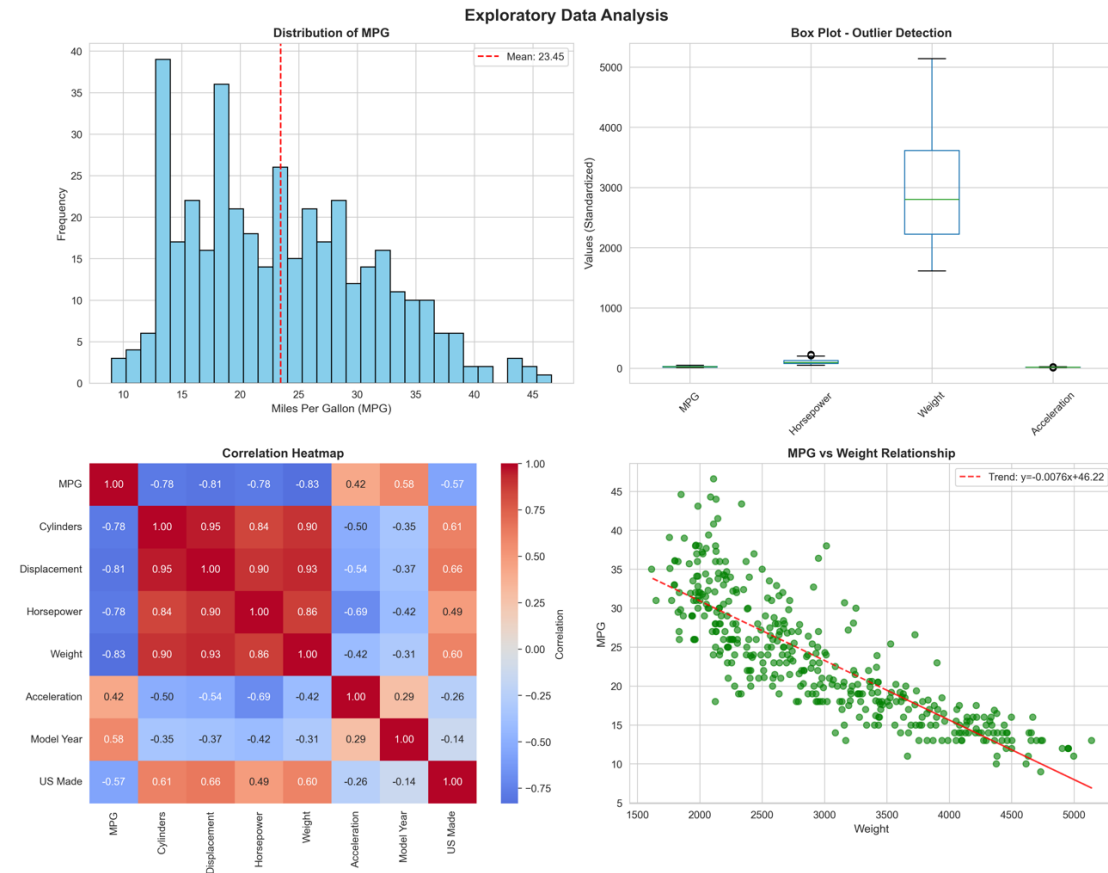 Exploratory Data Analysis
Distribution of MPG
Mean: 23.45
40
35
30
25
20
15
10
5
0
Frequency
10 15 20 25 30 35 40 45
Miles Per Gallon (MPG)
Box Plot - Outlier Detection
5000
4000
3000
2000
1000
0
Values (Standardized)
MPG Horsepower Weight Acceleration
Correlation Heatmap
MPG 1.00 -0.78 -0.81 -0.78 -0.83 0.42 0.58 -0.57
Cylinders -0.78 1.00 0.95 0.84 0.90 -0.50 -0.35 0.61
Displacement -0.81 0.95 1.00 0.90 0.93 -0.54 -0.37 0.66
Horsepower -0.78 0.84 0.90 1.00 0.86 -0.69 -0.42 0.49
Weight -0.83 0.90 0.93 0.86 1.00 -0.42 -0.31 0.60
Acceleration 0.42 -0.50 -0.54 -0.69 -0.42 1.00 0.29 -0.26
Model Year 0.58 -0.35 -0.37 -0.42 -0.31 0.29 1.00 -0.14
US Made -0.57 0.61 0.66 0.49 0.60 -0.26 -0.14 1.00
MPG Cylinders Displacement Horsepower Weight Acceleration Model Year US Made
1.00
0.75
0.50
0.25
0.00
-0.25
-0.50
-0.75
Correlation
MPG vs Weight Relationship
Trend: y=-0.0076x+46.22
45
40
35
30
25
20
15
10
5
MPG
1500 2000 2500 3000 3500 4000 4500 5000
Weight